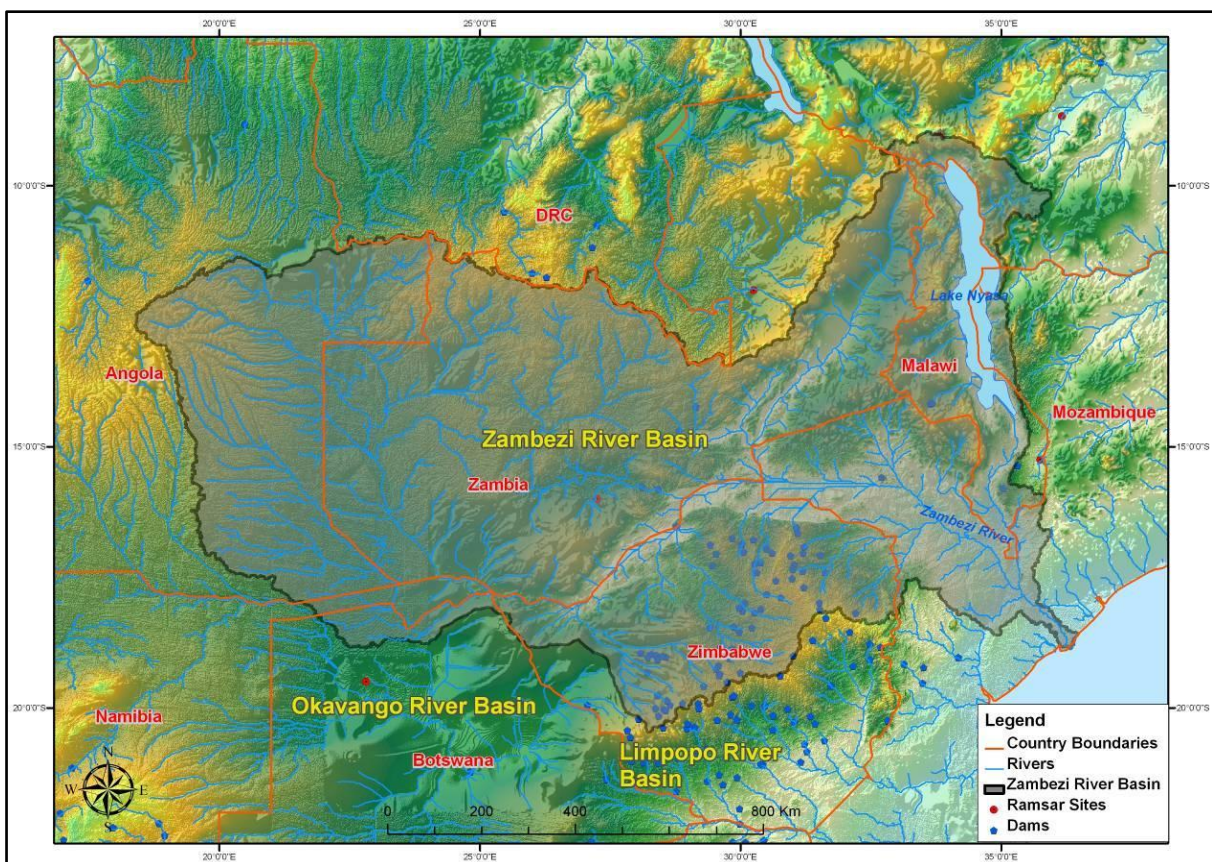 20°0'0"E
25°0'0"E
30°0'0"E
35°0'0"E
10°0'0"S
10°0'0"S
DRC
Lake Nyasa
Angola
Malawi
Mozambique
15°0'0"S
15°0'0"S
Zambezi River Basin
Zambia
Zambezi River
Zimbabwe
Okavango River Basin
Namibia
20°0'0"S
20°0'0"S
Limpopo River
Basin
Botswana
N
W
E
S
0
200
400
800 Km
Legend
Country Boundaries
Rivers
Zambezi River Basin
Ramsar Sites
Dams
20°0'0"E
25°0'0"E
30°0'0"E
35°0'0"E